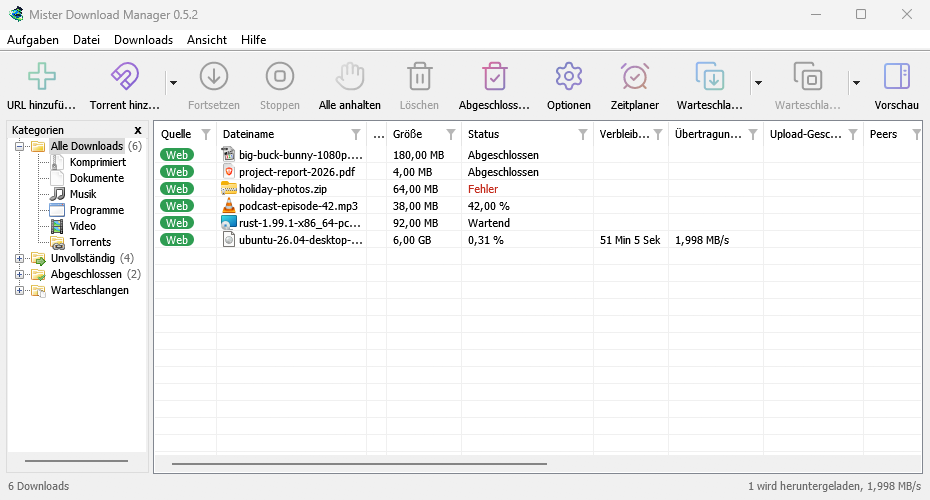 Mister Download Manager 0.5.2
Aufgaben Datei Downloads Ansicht Hilfe
URL hinzufü... Torrent hinz... Fortsetzen Stoppen Alle anhalten Löschen Abgeschloss... Optionen Zeitplaner Warteschla... Warteschla... Vorschau
Kategorien x
Alle Downloads (6)
Komprimiert
Dokumente
Musik
Programme
Video
Torrents
Unvollständig (4)
Abgeschlossen (2)
Warteschlangen
Quelle Dateiname ... Größe Status Verbleib... Übertragun... Upload-Gesc... Peers
Web big-buck-bunny-1080p.... 180,00 MB Abgeschlossen
Web project-report-2026.pdf 4,00 MB Abgeschlossen
Web holiday-photos.zip 64,00 MB Fehler
Web podcast-episode-42.mp3 38,00 MB 42,00 %
Web rust-1.99.1-x86_64-pc... 92,00 MB Wartend
Web ubuntu-26.04-desktop-... 6,00 GB 0,31 % 51 Min 5 Sek 1,998 MB/s
6 Downloads 1 wird heruntergeladen, 1,998 MB/s